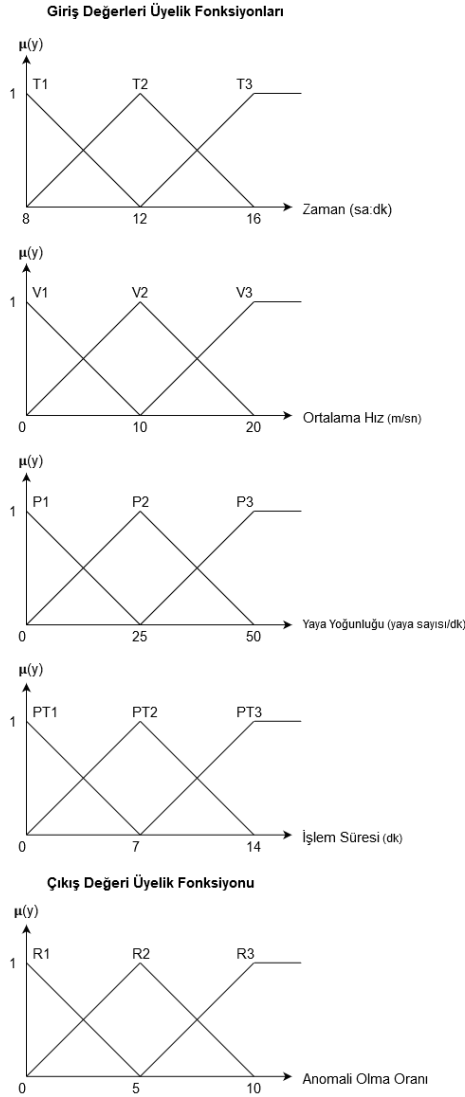 Giriş Değerleri Üyelik Fonksiyonları
μ(y)
1 T1 T2 T3
8 12 16 Zaman (sa:dk)
μ(y)
1 V1 V2 V3
0 10 20 Ortalama Hız (m/sn)
μ(y)
1 P1 P2 P3
0 25 50 Yaya Yoğunluğu (yaya sayısı/dk)
μ(y)
1 PT1 PT2 PT3
0 7 14 İşlem Süresi (dk)
Çıkış Değeri Üyelik Fonksiyonu
μ(y)
1 R1 R2 R3
0 5 10 Anomali Olma Oranı